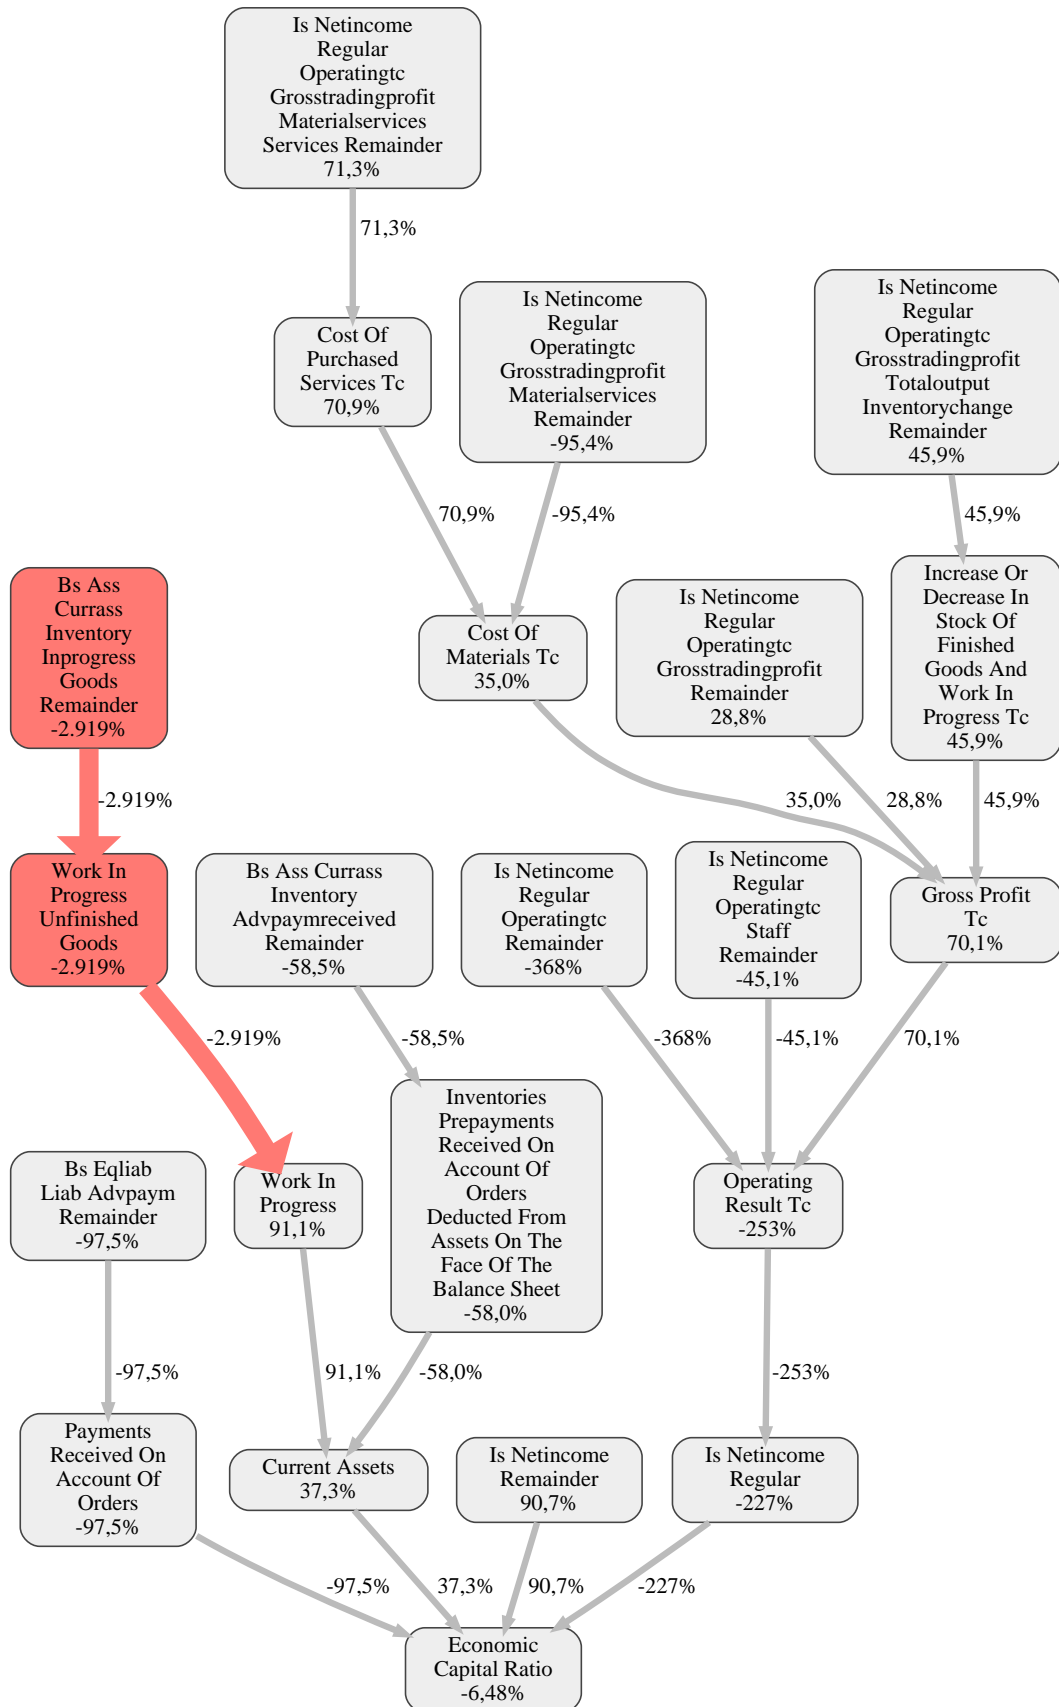 Is Netincome
Regular
Operatingtc
Grosstradingprofit
Materialservices
Services Remainder
71,3%
71,3%
Cost Of
Purchased
Services Tc
70,9%
Is Netincome
Regular
Operatingtc
Grosstradingprofit
Materialservices
Remainder
-95,4%
Is Netincome
Regular
Operatingtc
Grosstradingprofit
Totaloutput
Inventorychange
Remainder
45,9%
70,9%
-95,4%
45,9%
Bs Ass
Currass
Inventory
Inprogress
Goods
Remainder
-2.919%
Cost Of
Materials Tc
35,0%
Is Netincome
Regular
Operatingtc
Grosstradingprofit
Remainder
28,8%
Increase Or
Decrease In
Stock Of
Finished
Goods And
Work In
Progress Tc
45,9%
-2.919%
35,0%
28,8%
45,9%
Work In
Progress
Unfinished
Goods
-2.919%
Bs Ass Currass
Inventory
Advpaymreceived
Remainder
-58,5%
Is Netincome
Regular
Operatingtc
Remainder
-368%
Is Netincome
Regular
Operatingtc
Staff
Remainder
-45,1%
Gross Profit
Tc
70,1%
-2.919%
-58,5%
-368%
-45,1%
70,1%
Bs Eqliab
Liab Advpaym
Remainder
-97,5%
Work In
Progress
91,1%
Inventories
Prepayments
Received On
Account Of
Orders
Deducted From
Assets On The
Face Of The
Balance Sheet
-58,0%
Operating
Result Tc
-253%
-97,5%
91,1%
-58,0%
-253%
Payments
Received On
Account Of
Orders
-97,5%
Current Assets
37,3%
Is Netincome
Remainder
90,7%
Is Netincome
Regular
-227%
-97,5%
37,3%
90,7%
-227%
Economic
Capital Ratio
-6,48%